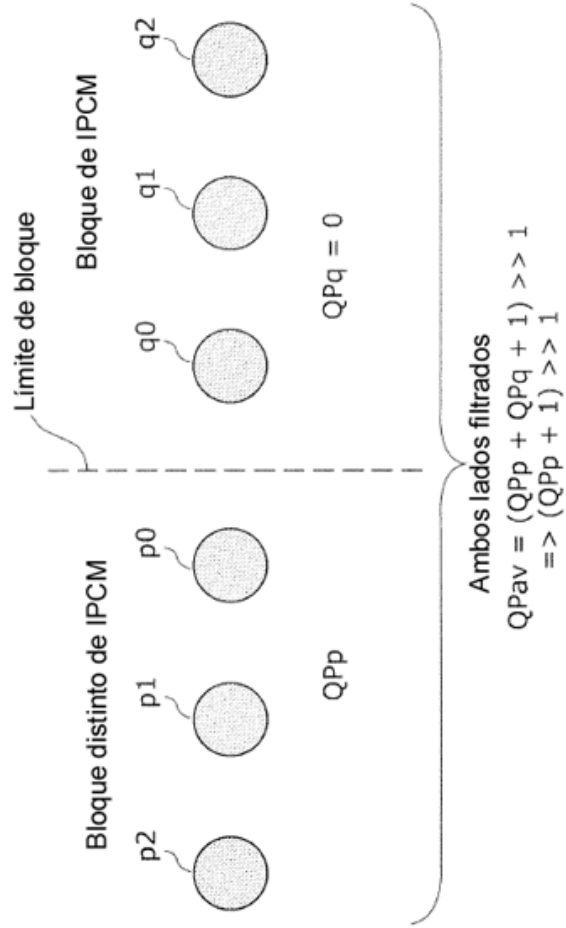 Límite de bloque
Bloque distinto de IPCM
Bloque de IPCM
p2 p1 p0 q0 q1 q2
QPp
QPq = 0
Ambos lados filtrados
QPav = (QPp + QPq + 1) >> 1
=> (QPp + 1) >> 1